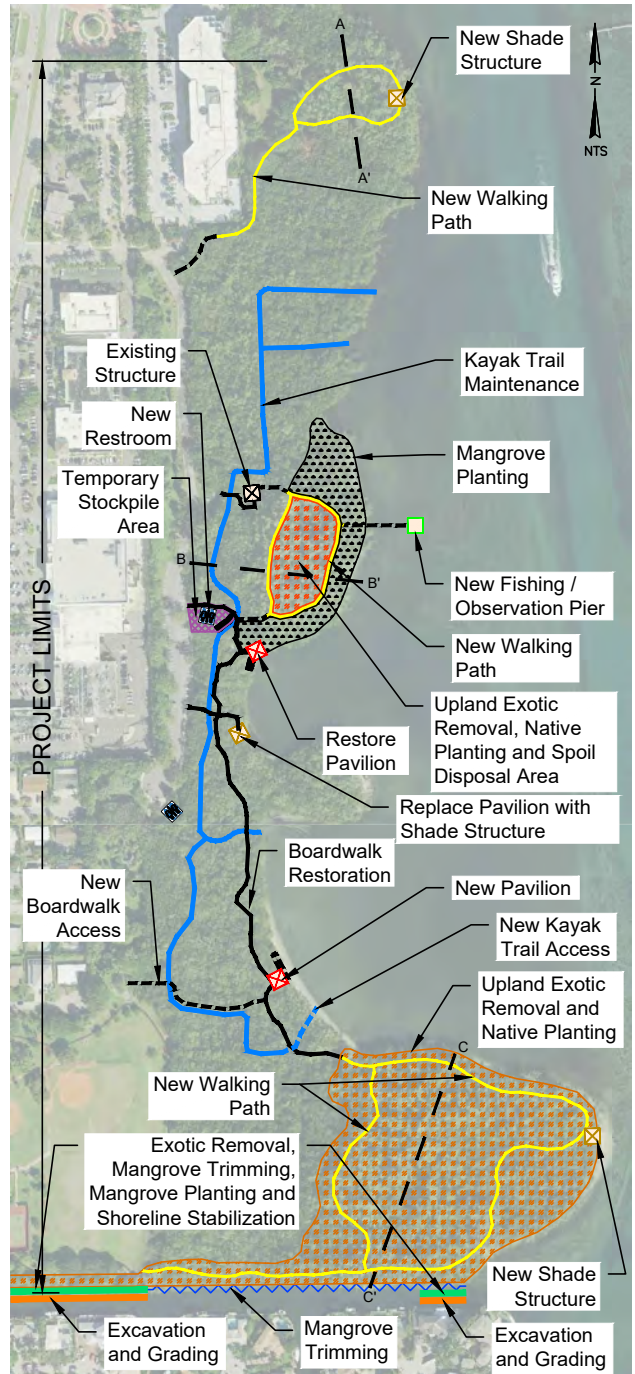 A
New Shade
Structure
N
NTS
A'
New Walking
Path
Existing
Structure
Kayak Trail
Maintenance
New
Restroom
Mangrove
Planting
Temporary
Stockpile
Area
B
B'
New Fishing /
Observation Pier
New Walking
Path
PROJECT LIMITS
Restore
Pavilion
Upland Exotic
Removal, Native
Planting and Spoil
Disposal Area
Replace Pavilion with
Shade Structure
Boardwalk
Restoration
New
Boardwalk
Access
New Pavilion
New Kayak
Trail Access
Upland Exotic
Removal and
Native Planting
C
New Walking
Path
Exotic Removal,
Mangrove Trimming,
Mangrove Planting and
Shoreline Stabilization
C'
New Shade
Structure
Excavation
and Grading
Mangrove
Trimming
Excavation
and Grading